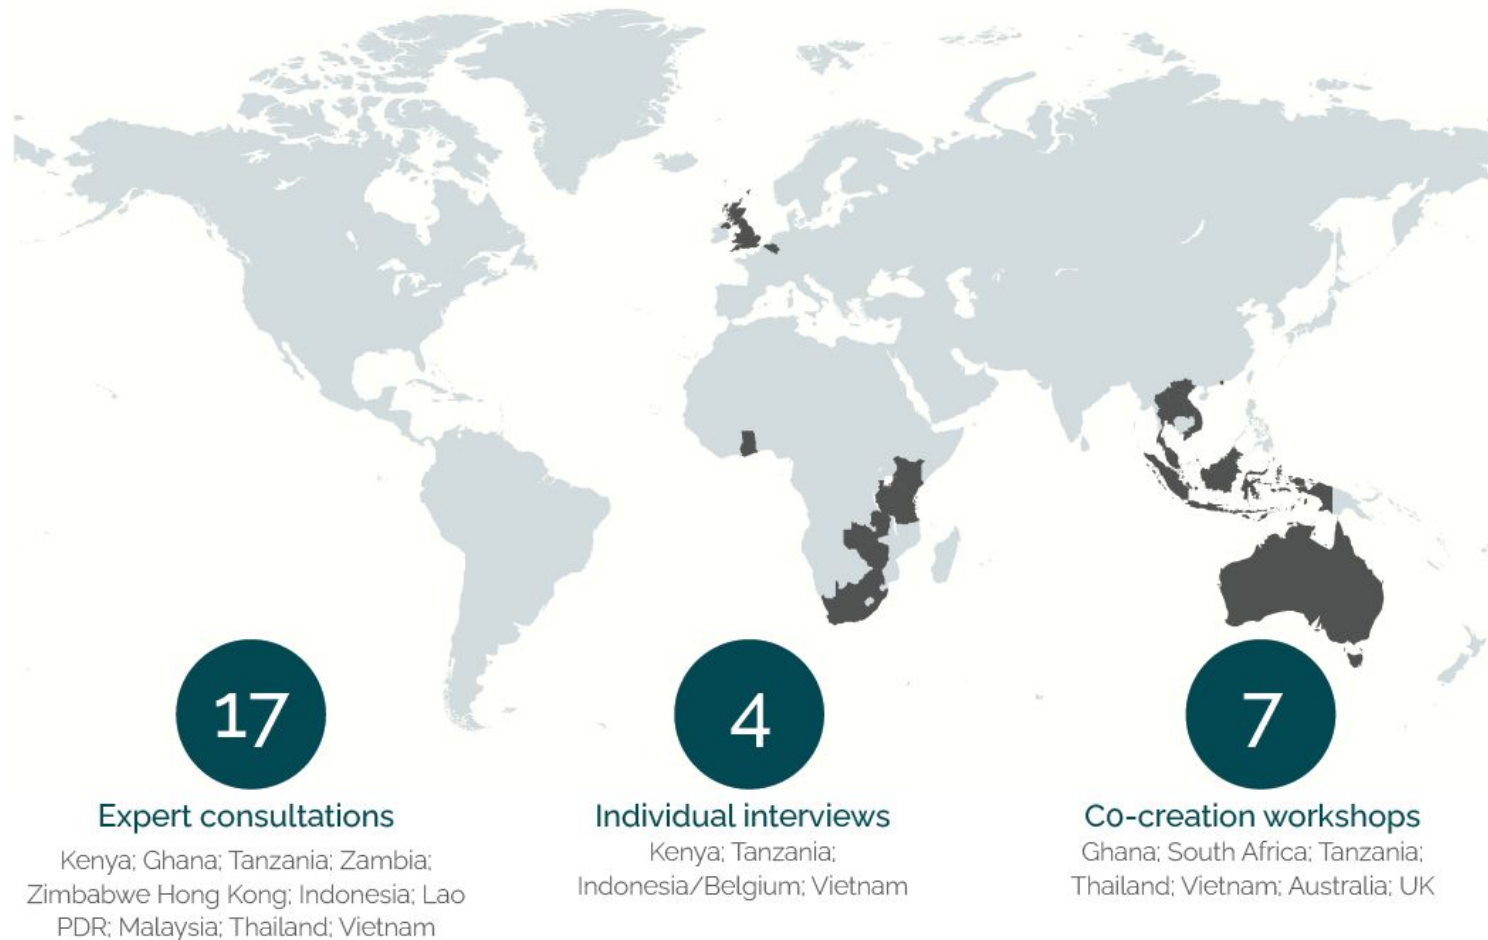 17
Expert consultations
Kenya; Ghana; Tanzania; Zambia;
Zimbabwe Hong Kong; Indonesia; Lao
PDR; Malaysia; Thailand; Vietnam
4
Individual interviews
Kenya; Tanzania;
Indonesia/Belgium; Vietnam
7
C0-creation workshops
Ghana; South Africa; Tanzania;
Thailand; Vietnam; Australia; UK